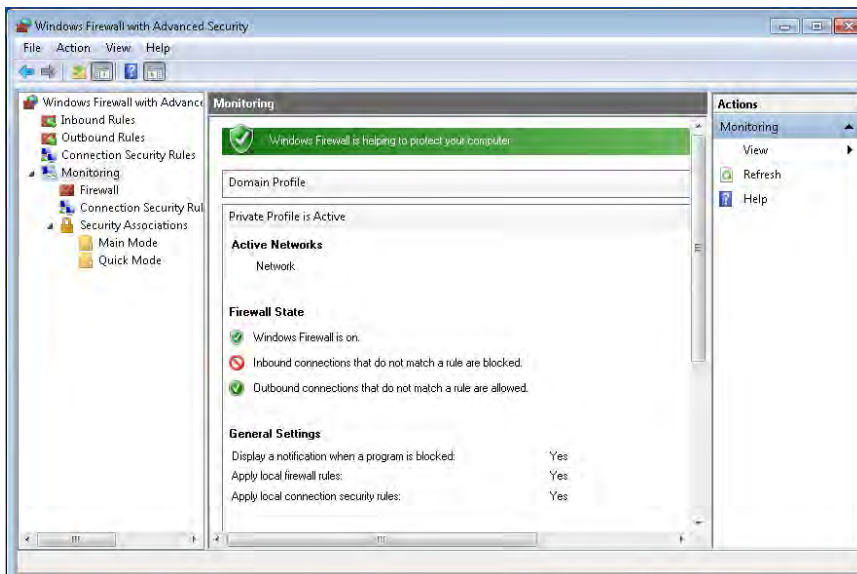 Windows Firewall with Advanced Security
File Action View Help
Windows Firewall with Advance
Inbound Rules
Outbound Rules
Connection Security Rules
Monitoring
Firewall
Connection Security Rul
Security Associations
Main Mode
Quick Mode
Monitoring
Windows Firewall is helping to protect your computer
Domain Profile
Private Profile is Active
Active Networks
Network
Firewall State
Windows Firewall is on.
Inbound connections that do not match a rule are blocked.
Outbound connections that do not match a rule are allowed.
General Settings
Display a notification when a program is blocked: Yes
Apply local firewall rules: Yes
Apply local connection security rules: Yes
Actions
Monitoring
View
Refresh
Help